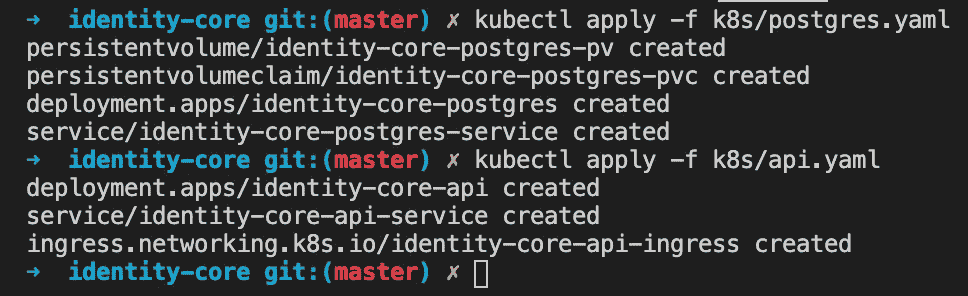 ➜  identity-core git:(master) ✗ kubectl apply -f k8s/postgres.yaml
persistentvolume/identity-core-postgres-pv created
persistentvolumeclaim/identity-core-postgres-pvc created
deployment.apps/identity-core-postgres created
service/identity-core-postgres-service created
➜  identity-core git:(master) ✗ kubectl apply -f k8s/api.yaml
deployment.apps/identity-core-api created
service/identity-core-api-service created
ingress.networking.k8s.io/identity-core-api-ingress created
➜  identity-core git:(master) ✗